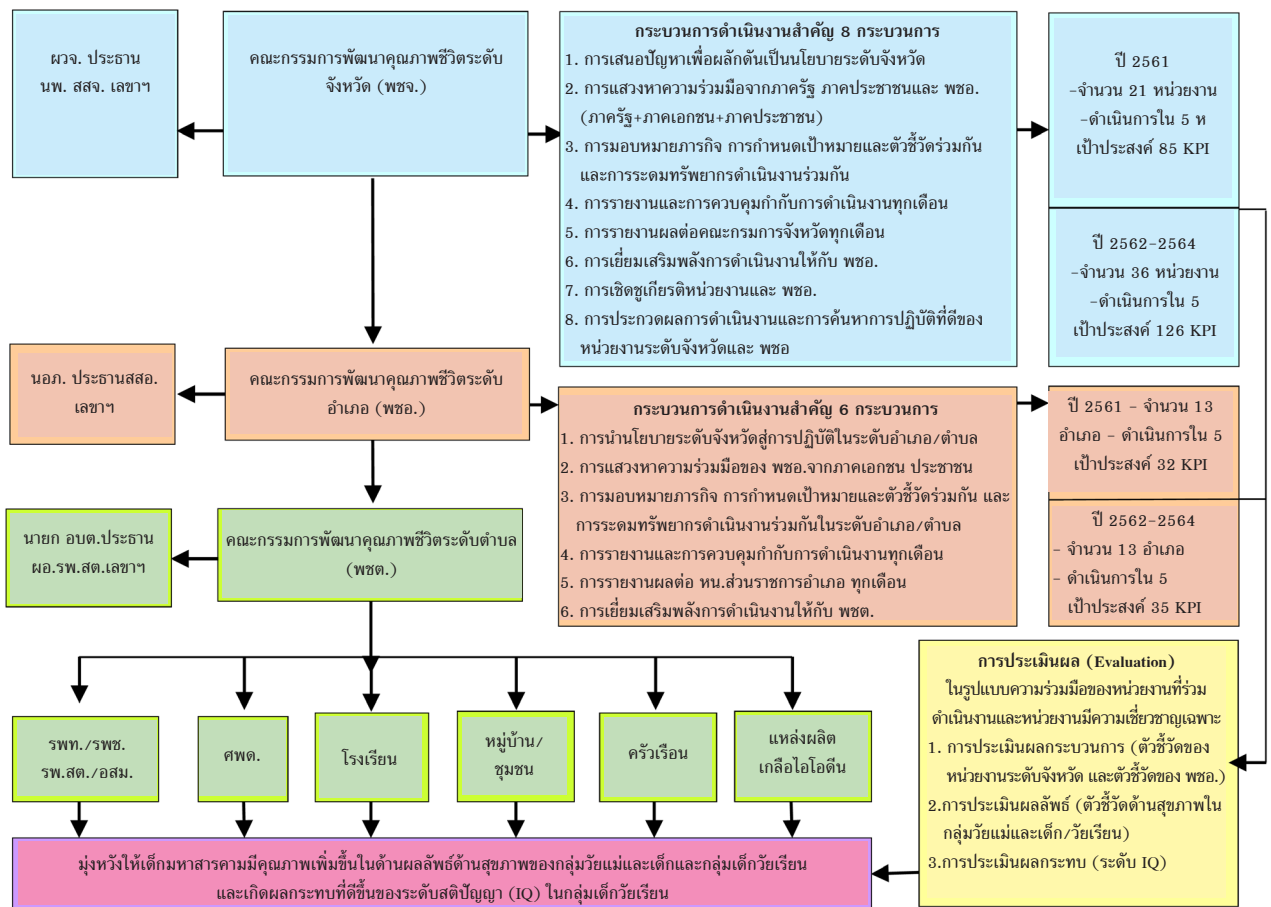 ผวจ. ประธาน
นพ. สสจ. เลขาฯ
คณะกรรมการพัฒนาคุณภาพชีวิตระดับ
จังหวัด (พชจ.)
กระบวนการดำเนินงานสำคัญ 8 กระบวนการ
1. การเสนอปัญหาเพื่อผลักดันเป็นนโยบายระดับจังหวัด
2. การแสวงหาความร่วมมือจากภาครัฐ ภาคประชาชนและ พชอ.
(ภาครัฐ+ภาคเอกชน+ภาคประชาชน)
3. การมอบหมายภารกิจ การกำหนดเป้าหมายและตัวชี้วัดร่วมกัน
และการระดมทรัพยากรดำเนินงานร่วมกัน
4. การรายงานและการควบคุมกำกับการดำเนินงานทุกเดือน
5. การรายงานผลต่อคณะกรมการจังหวัดทุกเดือน
6. การเยี่ยมเสริมพลังการดำเนินงานให้กับ พชอ.
7. การเชิดชูเกียรติหน่วยงานและ พชอ.
8. การประกวดผลการดำเนินงานและการค้นหาการปฏิบัติที่ดีของ
หน่วยงานระดับจังหวัดและ พชอ
ปี 2561
-จำนวน 21 หน่วยงาน
-ดำเนินการใน 5 ห
เป้าประสงค์ 85 KPI
ปี 2562-2564
-จำนวน 36 หน่วยงาน
-ดำเนินการใน 5
เป้าประสงค์ 126 KPI
นอภ. ประธานสสอ.
เลขาฯ
คณะกรรมการพัฒนาคุณภาพชีวิตระดับ
อำเภอ (พชอ.)
กระบวนการดำเนินงานสำคัญ 6 กระบวนการ
1. การนำนโยบายระดับจังหวัดสู่การปฏิบัติในระดับอำเภอ/ตำบล
2. การแสวงหาความร่วมมือของ พชอ.จากภาคเอกชน ประชาชน
3. การมอบหมายภารกิจ การกำหนดเป้าหมายและตัวชี้วัดร่วมกัน และ
การระดมทรัพยากรดำเนินงานร่วมกันในระดับอำเภอ/ตำบล
4. การรายงานและการควบคุมกำกับการดำเนินงานทุกเดือน
5. การรายงานผลต่อ หน.ส่วนราชการอำเภอ ทุกเดือน
6. การเยี่ยมเสริมพลังการดำเนินงานให้กับ พชต.
ปี 2561 - จำนวน 13
อำเภอ - ดำเนินการใน 5
เป้าประสงค์ 32 KPI
ปี 2562-2564
- จำนวน 13 อำเภอ
- ดำเนินการใน 5
เป้าประสงค์ 35 KPI
นายก อบต.ประธาน
ผอ.รพ.สต.เลขาฯ
คณะกรรมการพัฒนาคุณภาพชีวิตระดับตำบล
(พชต.)
รพท./รพช.
รพ.สต./อสม.
ศพด.
โรงเรียน
หมู่บ้าน/
ชุมชน
ครัวเรือน
แหล่งผลิต
เกลือไอโอดีน
การประเมินผล (Evaluation)
ในรูปแบบความร่วมมือของหน่วยงานที่ร่วม
ดำเนินงานและหน่วยงานมีความเชี่ยวชาญเฉพาะ
1. การประเมินผลกระบวนการ (ตัวชี้วัดของ
หน่วยงานระดับจังหวัด และตัวชี้วัดของ พชอ.)
2.การประเมินผลลัพธ์ (ตัวชี้วัดด้านสุขภาพใน
กลุ่มวัยแม่และเด็ก/วัยเรียน)
3.การประเมินผลกระทบ (ระดับ IQ)
มุ่งหวังให้เด็กมหาสารคามมีคุณภาพเพิ่มขึ้นในด้านผลลัพธ์ด้านสุขภาพของกลุ่มวัยแม่และเด็กและกลุ่มเด็กวัยเรียน
และเกิดผลกระทบที่ดีขึ้นของระดับสติปัญญา (IQ) ในกลุ่มเด็กวัยเรียน